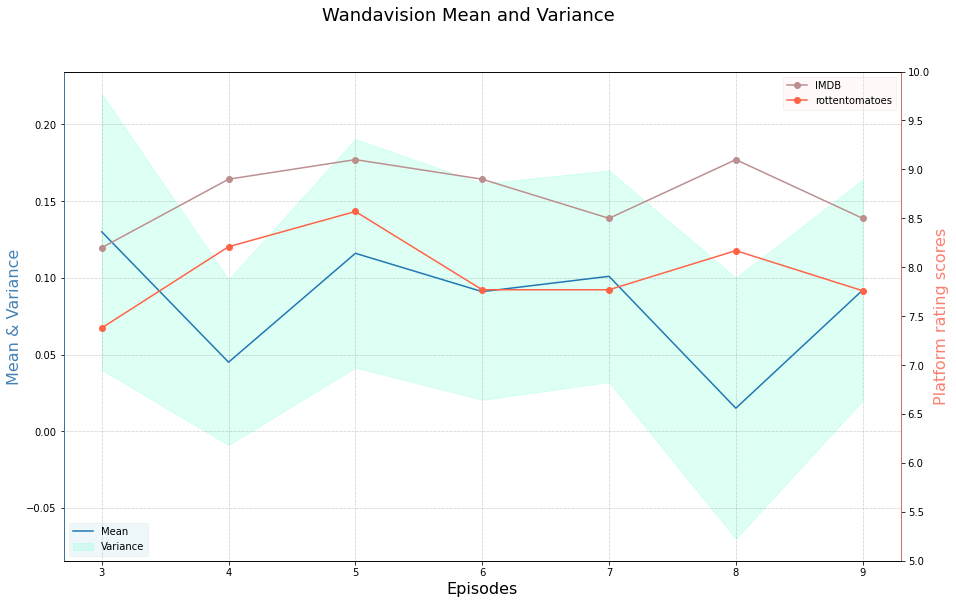 Wandavision Mean and Variance
IMDB
rottentomatoes
Mean & Variance
0.20
0.15
0.10
0.05
0.00
−0.05
10.0
9.5
9.0
8.5
8.0
7.5
7.0
6.5
6.0
5.5
5.0
Platform rating scores
Mean
Variance
3 4 5 6 7 8 9
Episodes